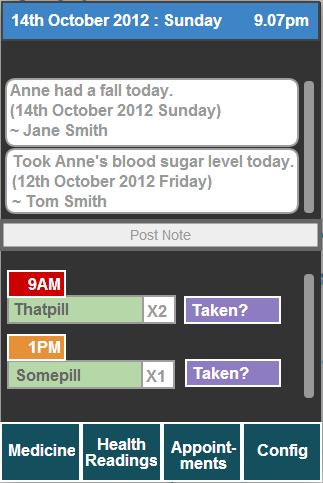 14th October 2012 : Sunday 9.07pm
Anne had a fall today.
(14th October 2012 Sunday)
~ Jane Smith
Took Anne's blood sugar level today.
(12th October 2012 Friday)
~ Tom Smith
Post Note
9AM
Thatpill X2 Taken?
1PM
Somepill X1 Taken?
Medicine
Health
Readings
Appoint-
ments
Config